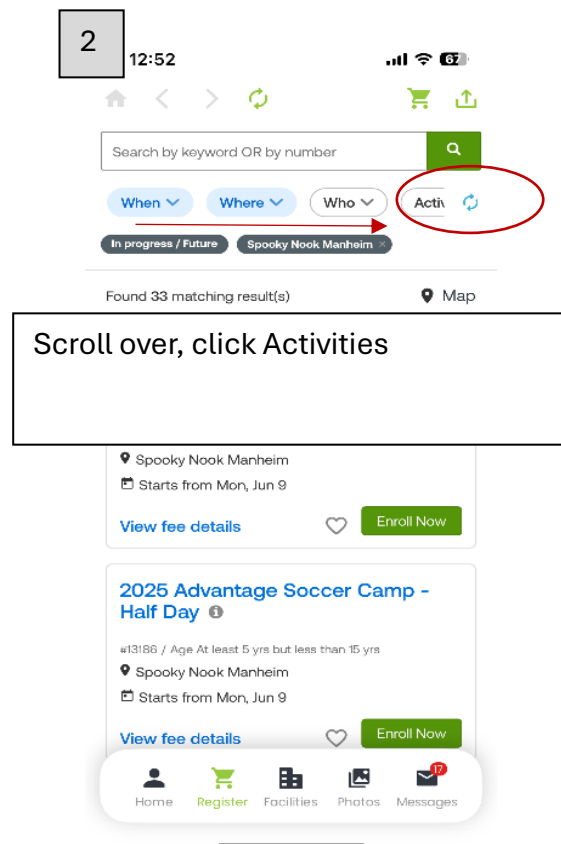 2
12:52
67
Search by keyword OR by number
When Where Who Activ
In progress / Future Spooky Nook Manheim ×
Found 33 matching result(s) Map
Scroll over, click Activities
Spooky Nook Manheim
Starts from Mon, Jun 9
View fee details Enroll Now
2025 Advantage Soccer Camp -
Half Day
#13186 / Age At least 5 yrs but less than 15 yrs
Spooky Nook Manheim
Starts from Mon, Jun 9
View fee details Enroll Now
17
Home Register Facilities Photos Messages